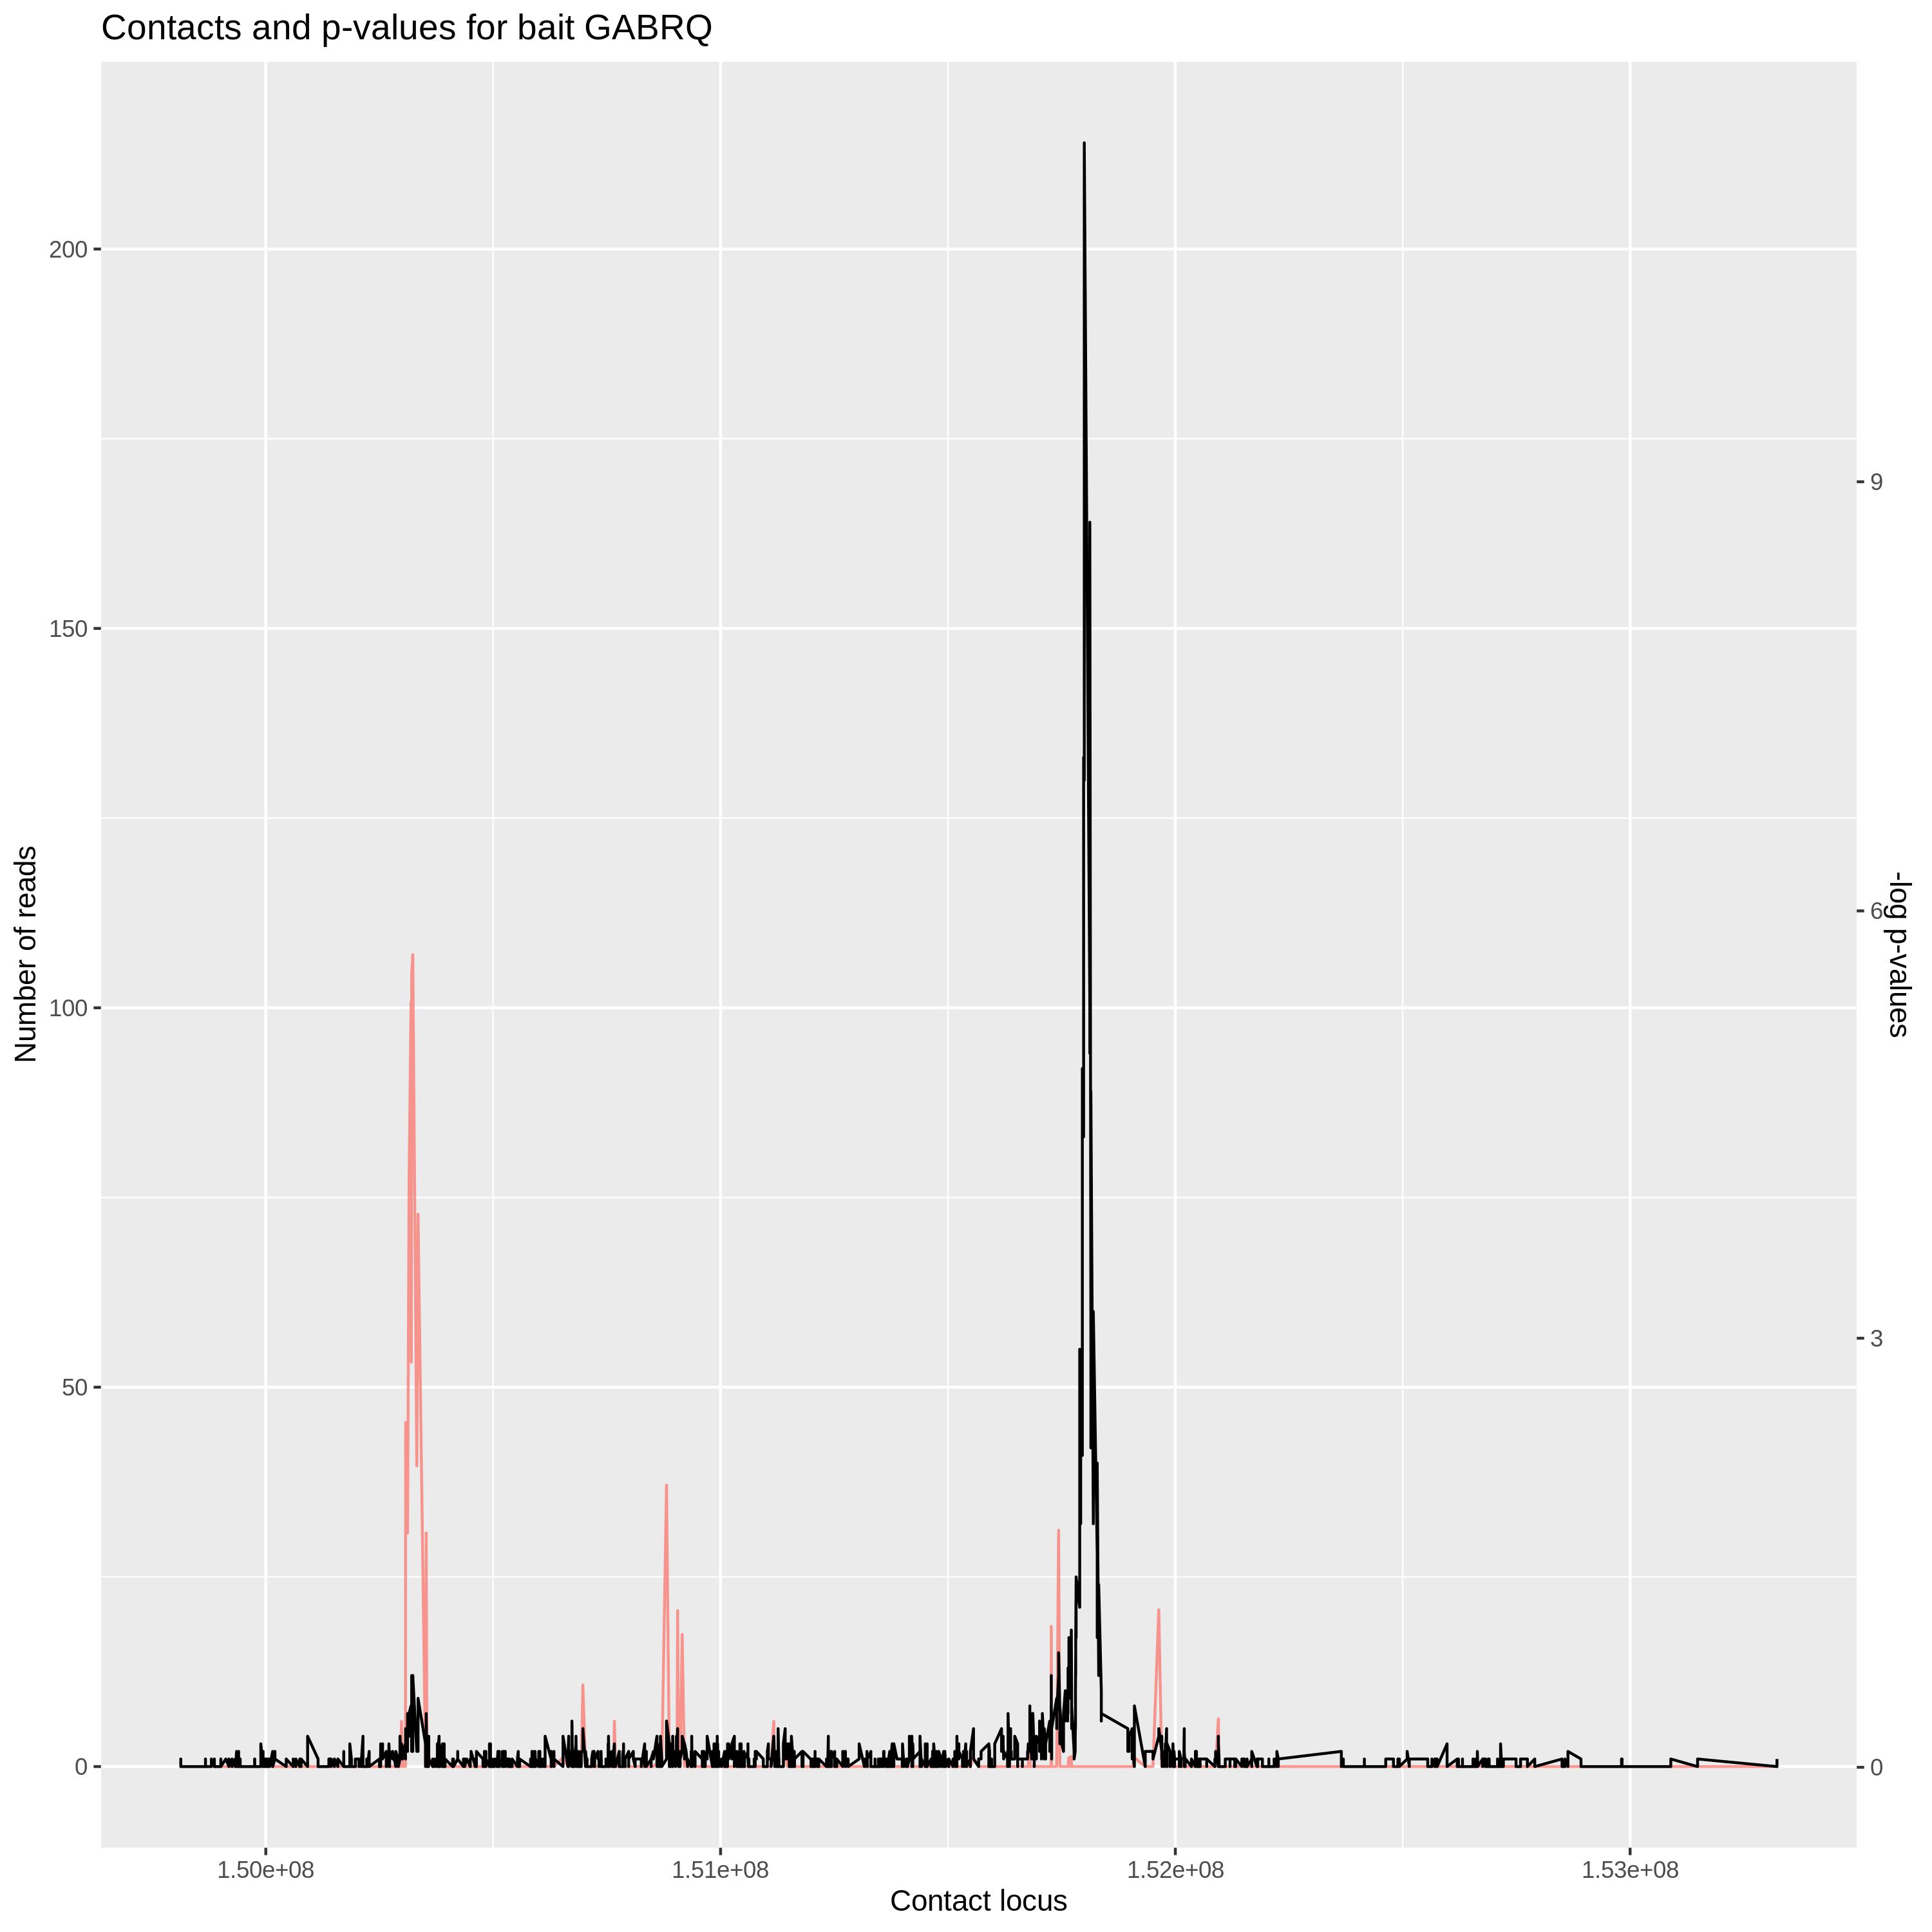 Contacts and p-values for bait GABRQ
200
150
100
50
0
Number of reads
9
6
3
0
-log p-values
1.50e+08
1.51e+08
1.52e+08
1.53e+08
Contact locus